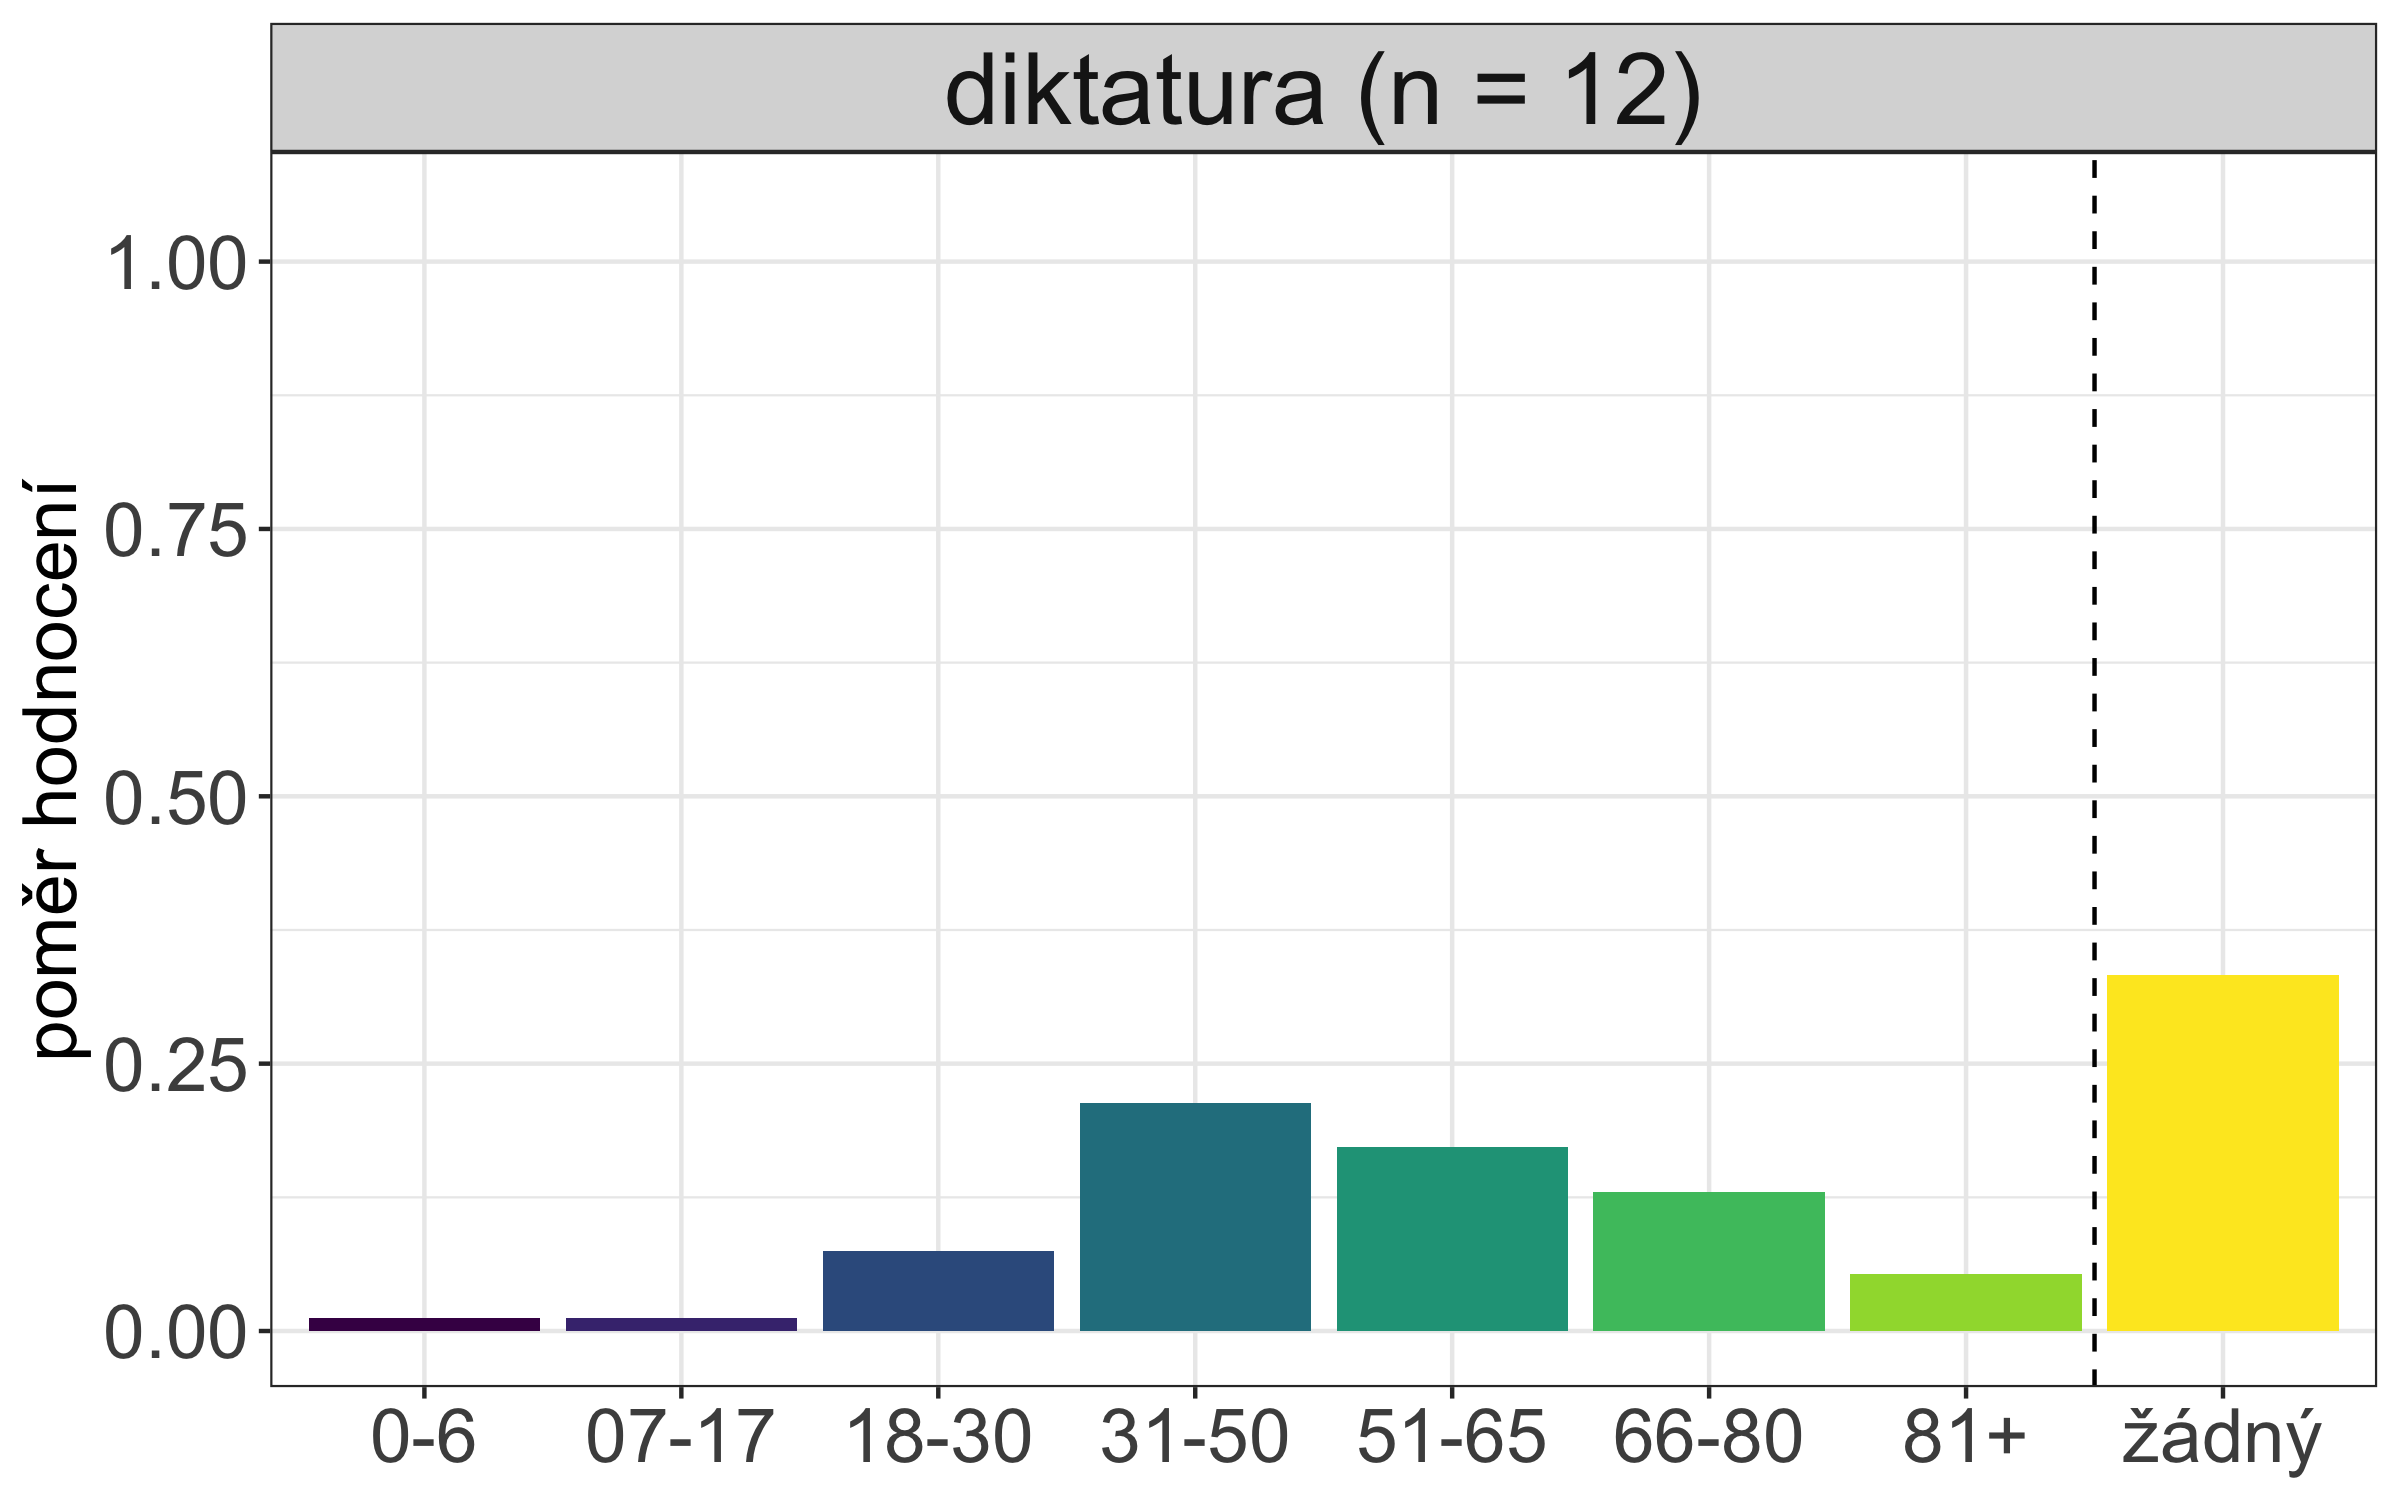 diktatura (n = 12)
poměr hodnocení
1.00
0.75
0.50
0.25
0.00
0-6 07-17 18-30 31-50 51-65 66-80 81+ žádný